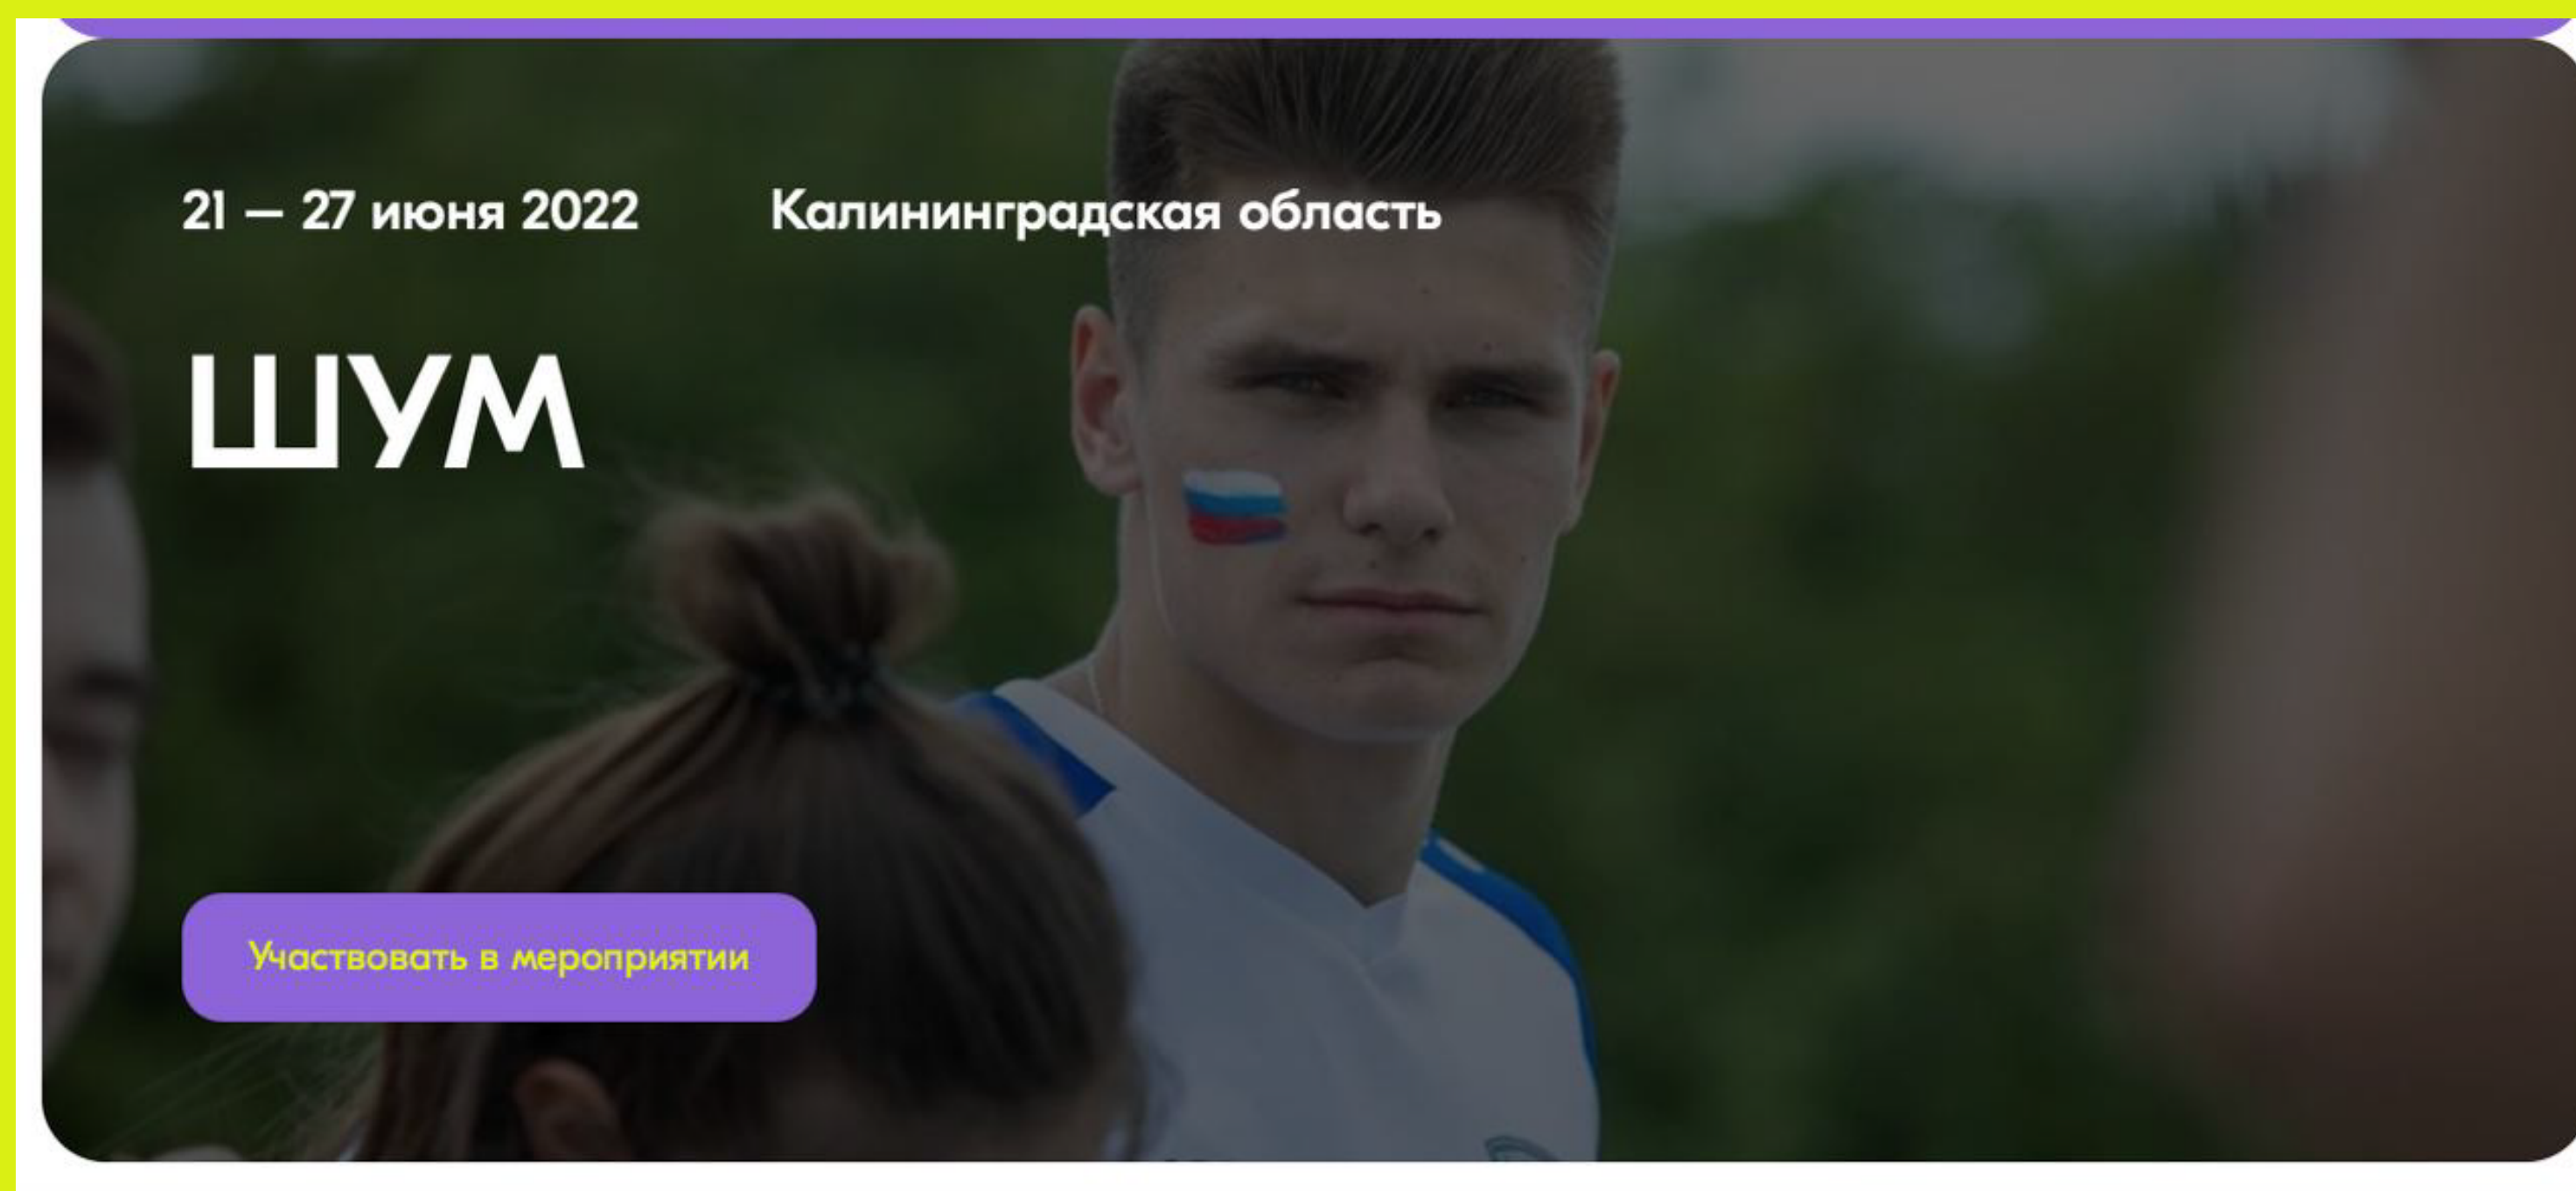 21 — 27 июня 2022 Калининградская область
ШУМ
Участвовать в мероприятии